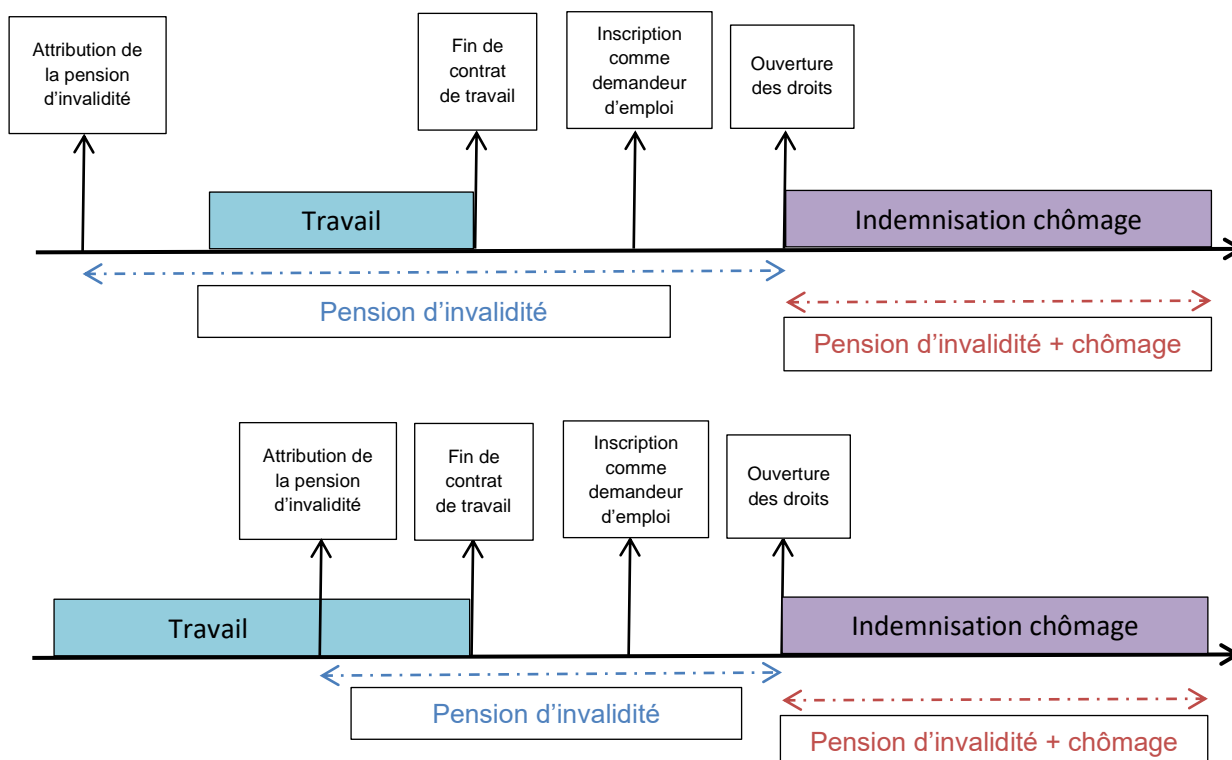 Attribution de
la pension
d'invalidité
Fin de
contrat
de travail
Inscription
comme
demandeur
d'emploi
Ouverture
des droits
Travail
Indemnisation chômage
Pension d'invalidité
Pension d'invalidité + chômage
Attribution de
la pension
d'invalidité
Fin de
contrat
de travail
Inscription
comme
demandeur
d'emploi
Ouverture
des droits
Travail
Indemnisation chômage
Pension d'invalidité
Pension d'invalidité + chômage